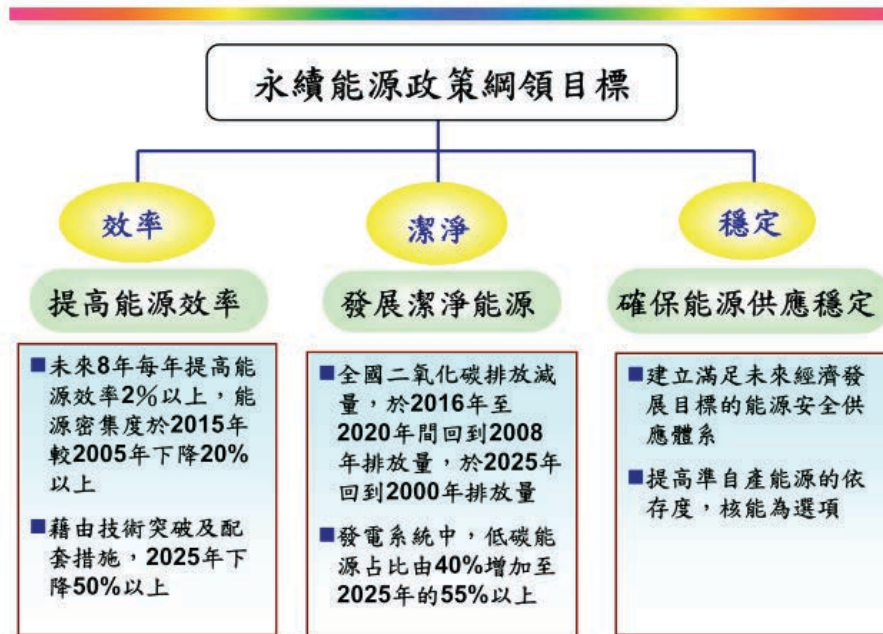 永續能源政策綱領目標
效率
潔淨
穩定
提高能源效率
發展潔淨能源
確保能源供應穩定
■未來8年每年提高能
源效率2%以上，能
源密集度於2015年
較2005年下降20%
以上
■藉由技術突破及配
套措施，2025年下
降50%以上
■全國二氧化碳排放減
量，於2016年至
2020年間回到2008
年排放量，於2025年
回到2000年排放量
■發電系統中，低碳能
源占比由40%增加至
2025年的55%以上
■建立滿足未來經濟發
展目標的能源安全供
應體系
■提高準自產能源的依
存度，核能為選項